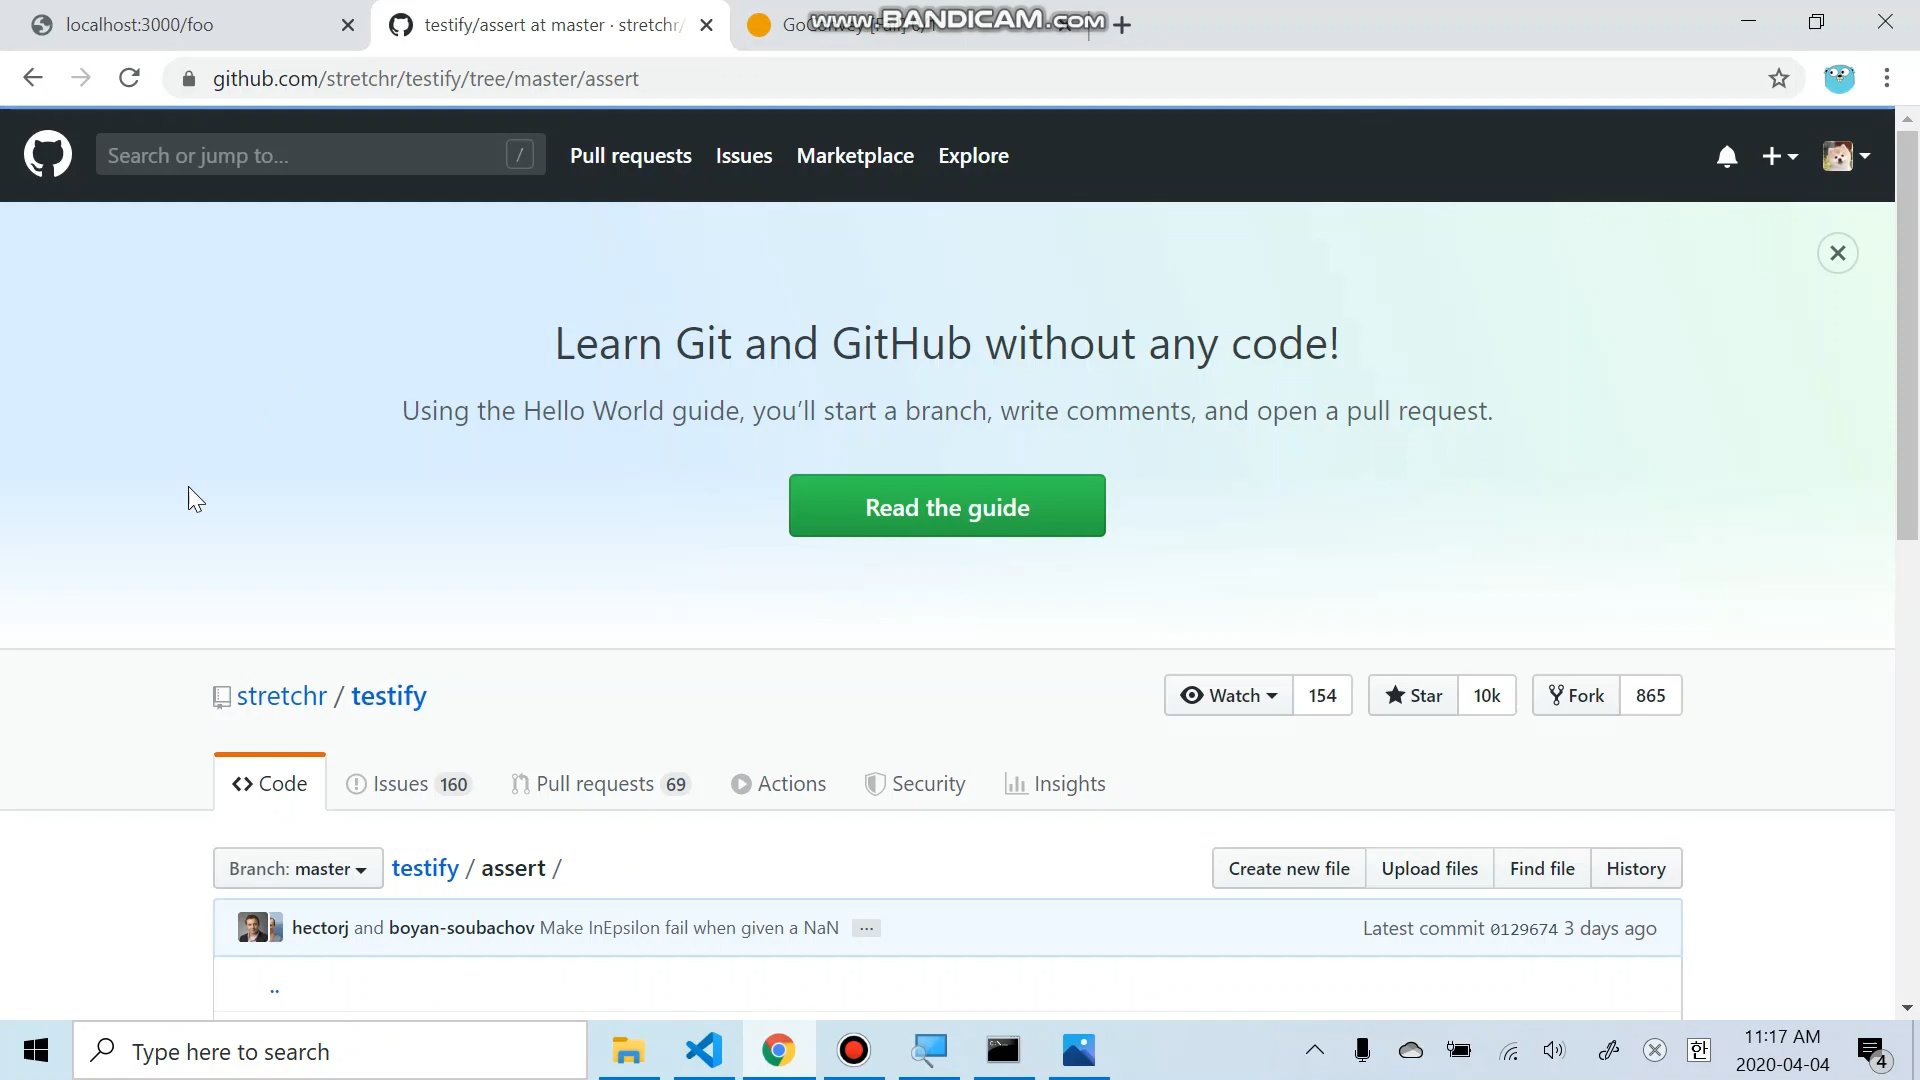 localhost:3000/foo
testify/assert at master · stretchr/
www.BANDICAM.com
github.com/stretchr/testify/tree/master/assert
Search or jump to...
/
Pull requests
Issues
Marketplace
Explore
Learn Git and GitHub without any code!
Using the Hello World guide, you’ll start a branch, write comments, and open a pull request.
Read the guide
stretchr / testify
Watch
154
Star
10k
Fork
865
Code
Issues 160
Pull requests 69
Actions
Security
Insights
Branch: master
testify / assert /
Create new file
Upload files
Find file
History
hectorj and boyan-soubachov Make InEpsilon fail when given a NaN ...
Latest commit 0129674 3 days ago
..
Type here to search
한
11:17 AM
2020-04-04
4